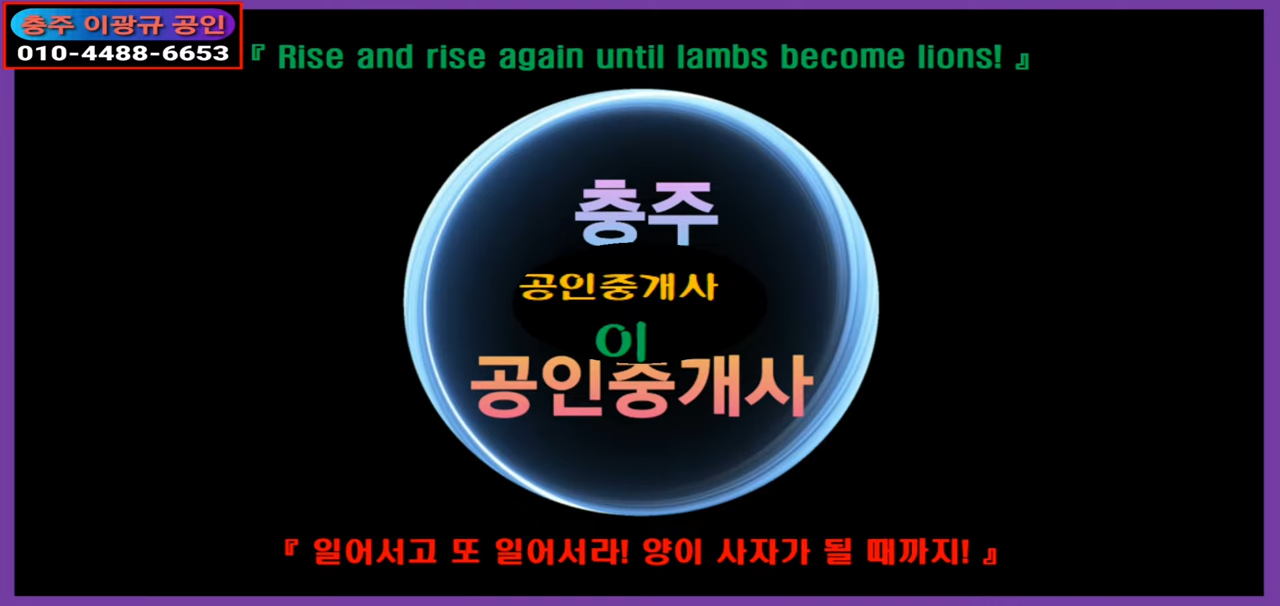 충주 이광규 공인
010-4488-6653
『 Rise and rise again until lambs become lions! 』
충주
공인중개사
이
공인중개사
『 일어서고 또 일어서라! 양이 사자가 될 때까지! 』